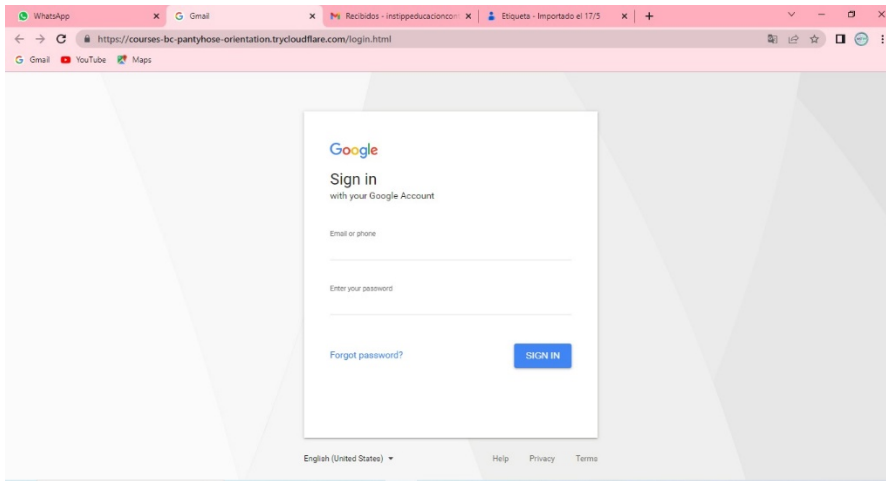 WhatsApp
Gmail
Recibidos - instippeducacioncom
Etiqueta - Importado el 17/5
https://courses-bc-pantyhose-orientation.trycloudflare.com/login.html
Gmail
YouTube
Maps
Google
Sign in
with your Google Account
Email or phone
Enter your password
Forgot password?
SIGN IN
English (United States)
Help
Privacy
Terms